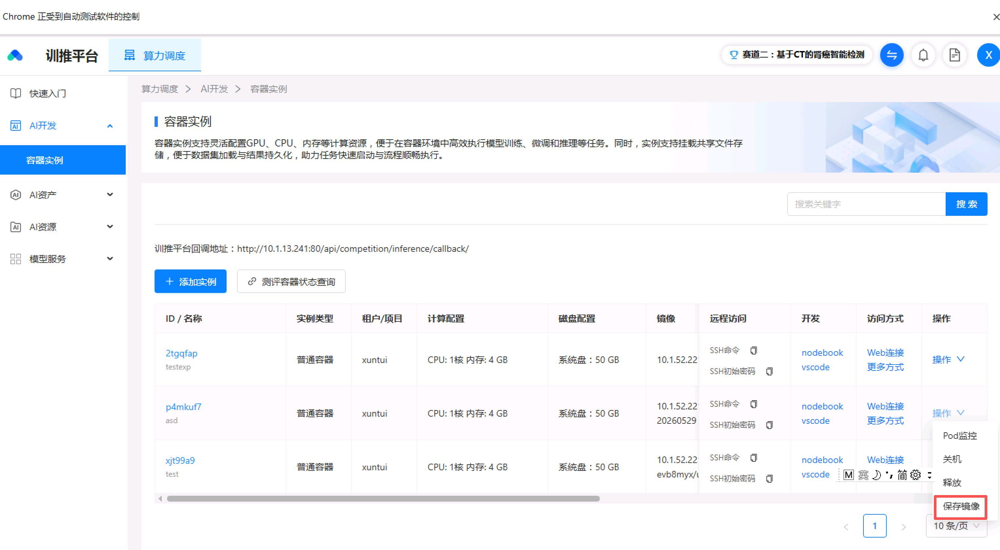 Chrome 正受到自动测试软件的控制
训推平台
算力调度
赛道二：基于CT的肾癌智能检测
X
快速入门
AI开发
容器实例
AI资产
AI资源
模型服务
算力调度 > AI开发 > 容器实例
容器实例
容器实例支持灵活配置GPU、CPU、内存等计算资源，便于在容器环境中高效执行模型训练、微调和推理等任务。同时，实例支持挂载共享文件存
储，便于数据集加载与结果持久化，助力任务快速启动与流程顺畅执行。
搜索关键字
搜 索
训推平台回调地址：http://10.1.13.241:80/api/competition/inference/callback/
添加实例
测评容器状态查询
ID / 名称 实例类型 租户/项目 计算配置 磁盘配置 镜像 远程访问 开发 访问方式 操作
2tgqfap
testexp
普通容器
xuntui
CPU: 1核 内存: 4 GB
系统盘：50 GB
10.1.52.22
SSH命令
SSH初始密码
nodebook
vscode
Web连接
更多方式
操作
p4mkuf7
asd
普通容器
xuntui
CPU: 1核 内存: 4 GB
系统盘：50 GB
10.1.52.22
20260529
SSH命令
SSH初始密码
nodebook
vscode
Web连接
更多方式
操作
xjt99a9
test
普通容器
xuntui
CPU: 1核 内存: 4 GB
系统盘：50 GB
10.1.52.22
evb8myx/
SSH命令
SSH初始密码
nodebook
vscode
Web连接
M 英 简
Pod监控
关机
释放
保存镜像
1
10 条/页